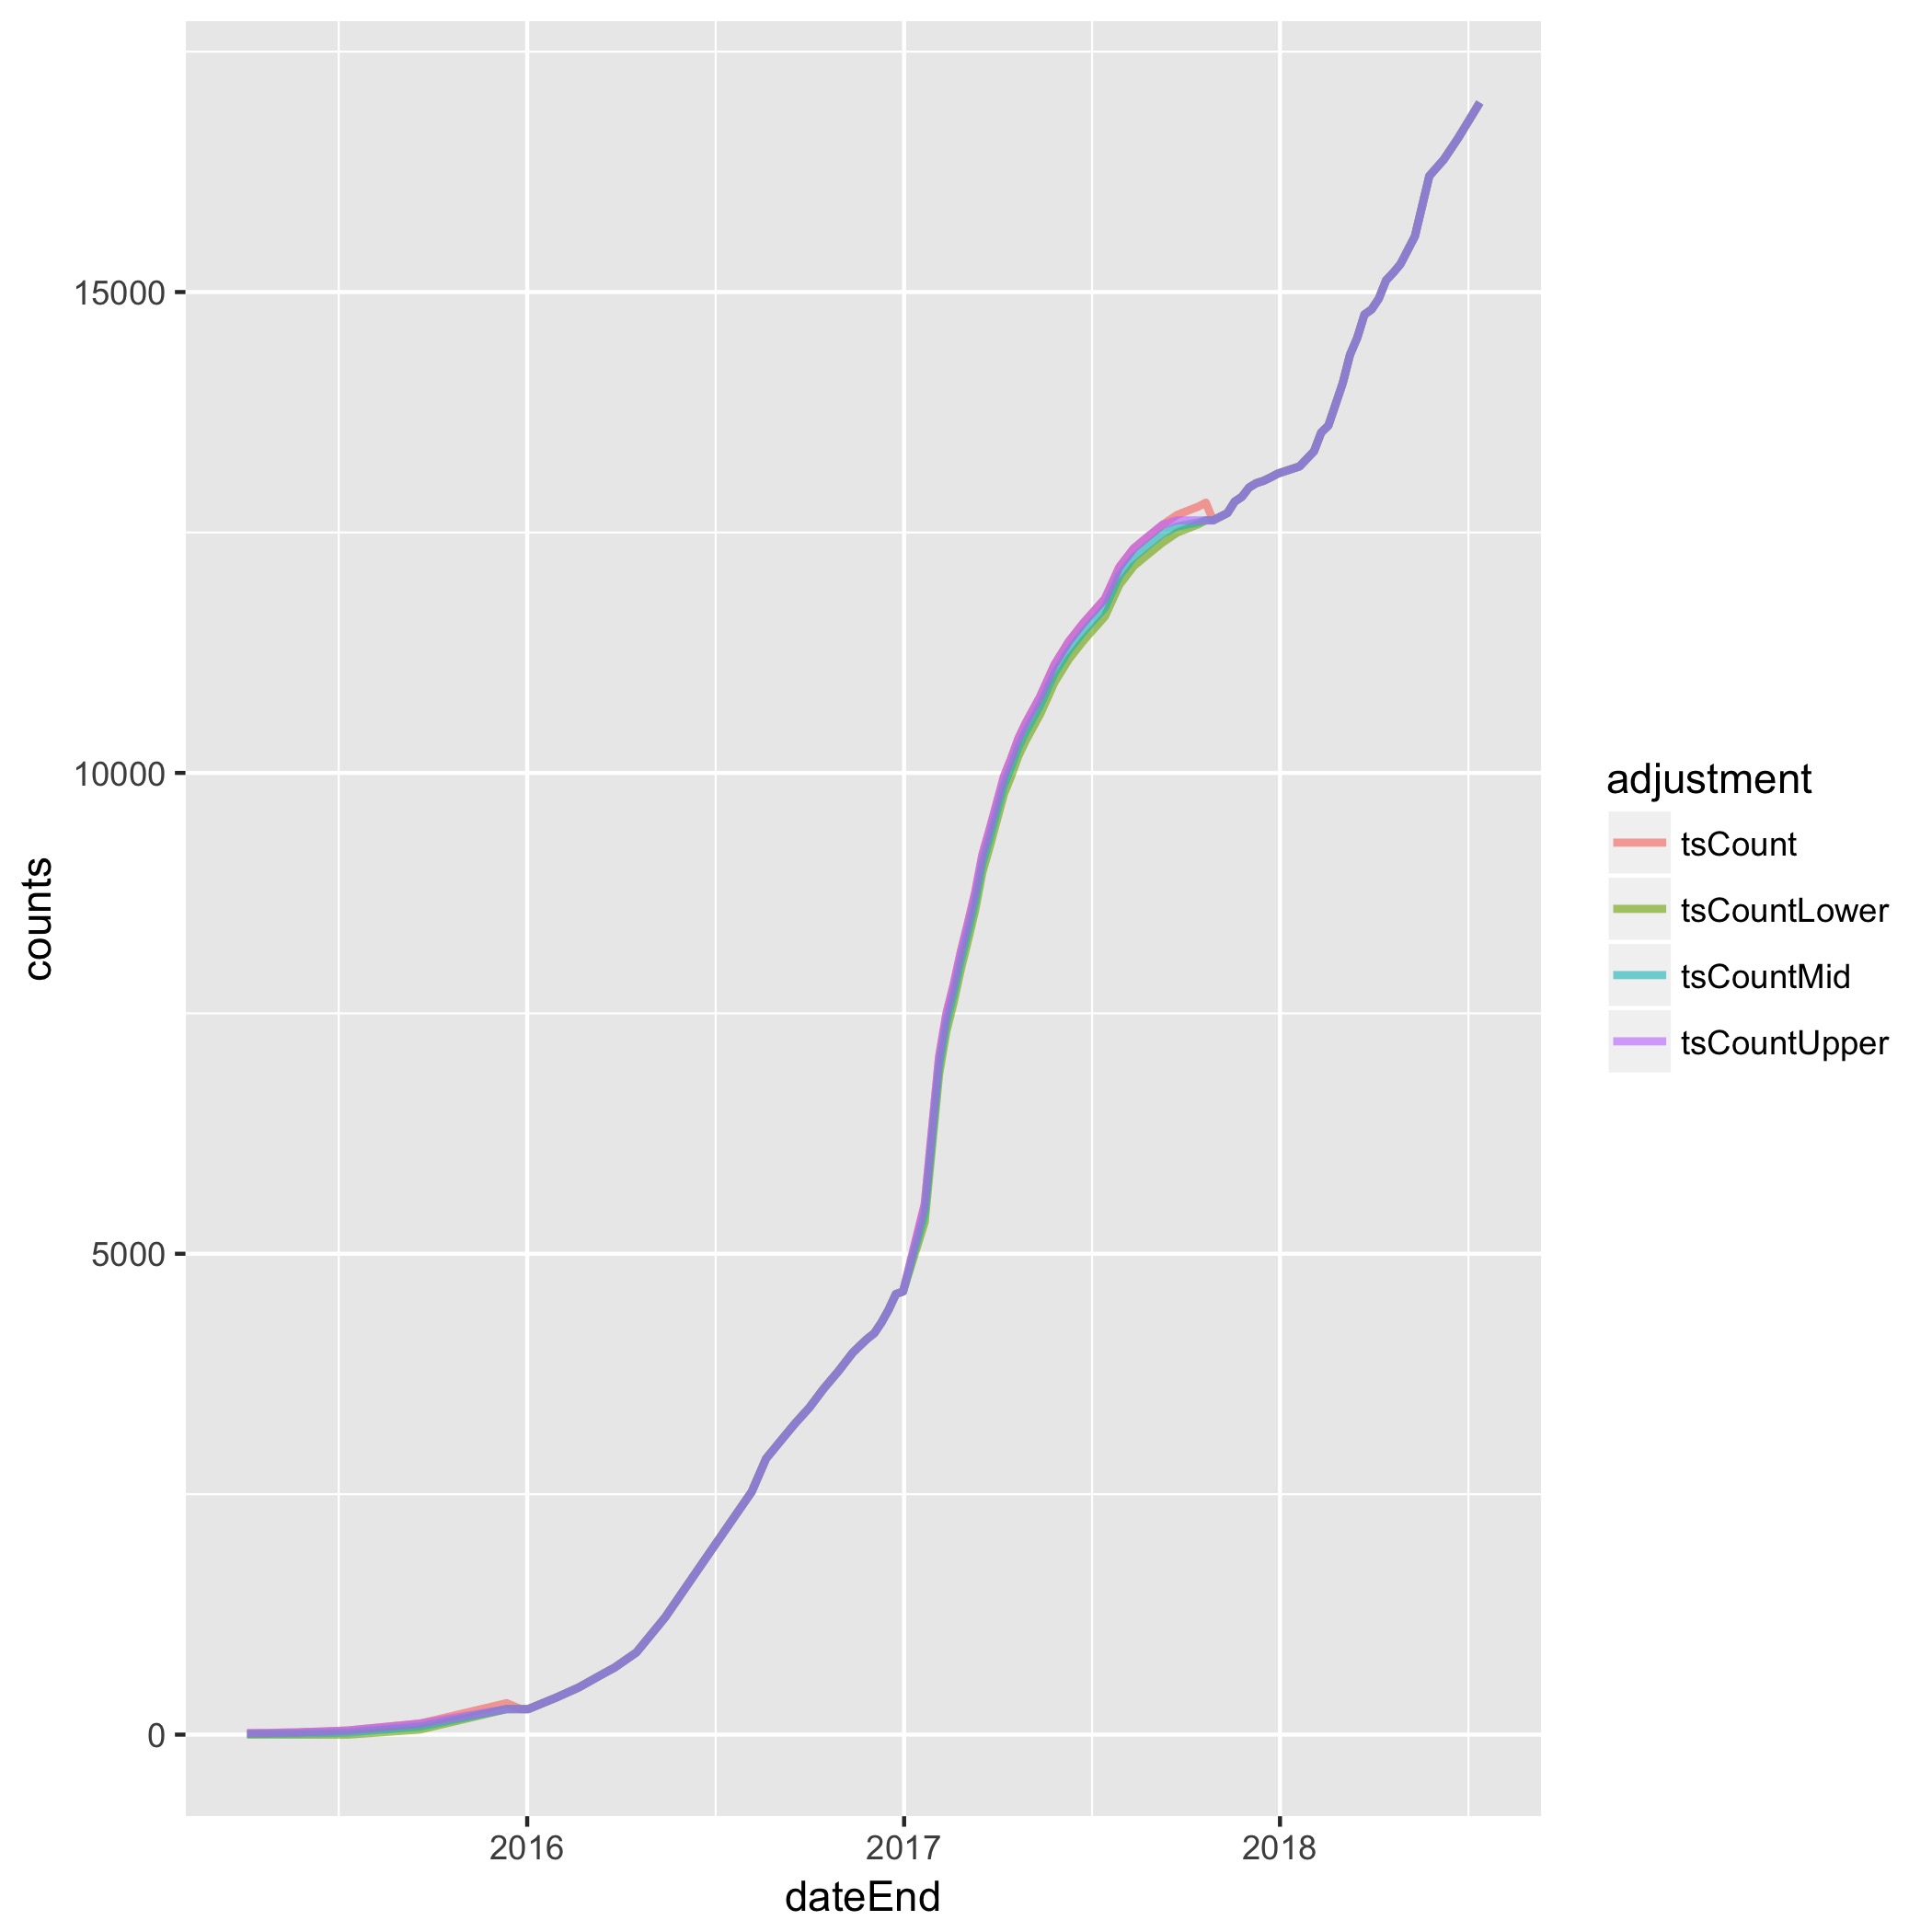 counts
15000
10000
5000
0
2016
2017
2018
dateEnd
adjustment
tsCount
tsCountLower
tsCountMid
tsCountUpper